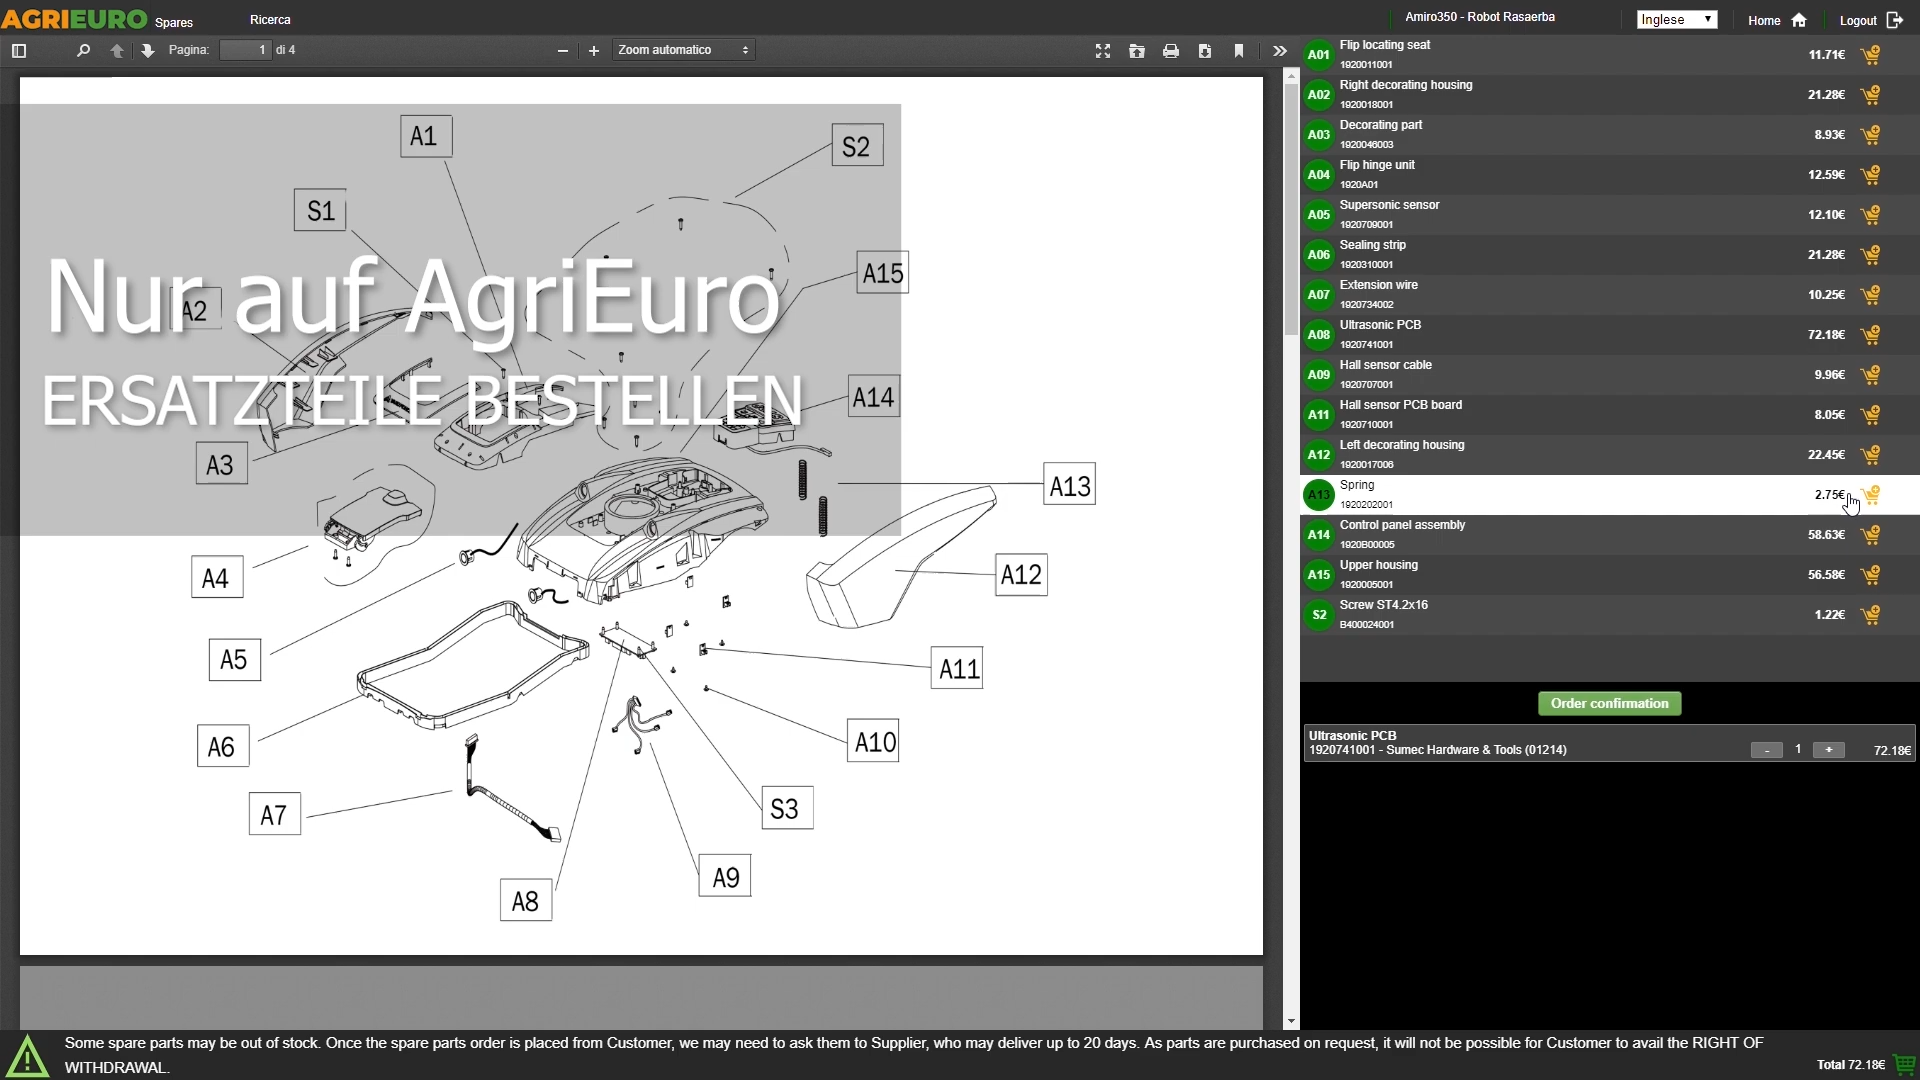 AGRIEURO Spares
Ricerca
Amiro350 - Robot Rasaerba
Inglese
Home
Logout
Pagina: 1 di 4
Zoom automatico
A1
S2
S1
A15
A2
A14
A3
A13
A4
A12
A5
A11
A6
A10
A7
S3
A9
A8
Nur auf AgriEuro
ERSATZTEILE BESTELLEN
A01 Flip locating seat 11.71€
1920011001
A02 Right decorating housing 21.28€
1920018001
A03 Decorating part 8.93€
1920046003
A04 Flip hinge unit 12.59€
1920A01
A05 Supersonic sensor 12.10€
1920709001
A06 Sealing strip 21.28€
1920310001
A07 Extension wire 10.25€
1920734002
A08 Ultrasonic PCB 72.18€
1920741001
A09 Hall sensor cable 9.96€
1920707001
A11 Hall sensor PCB board 8.05€
1920710001
A12 Left decorating housing 22.45€
1920017006
A13 Spring 2.75€
1920202001
A14 Control panel assembly 58.63€
1920B00005
A15 Upper housing 56.58€
1920005001
S2 Screw ST4.2x16 1.22€
B400024001
Order confirmation
Ultrasonic PCB
1920741001 - Sumec Hardware & Tools (01214) - 1 + 72.18€
Some spare parts may be out of stock. Once the spare parts order is placed from Customer, we may need to ask them to Supplier, who may deliver up to 20 days. As parts are purchased on request, it will not be possible for Customer to avail the RIGHT OF
WITHDRAWAL.
Total 72.18€